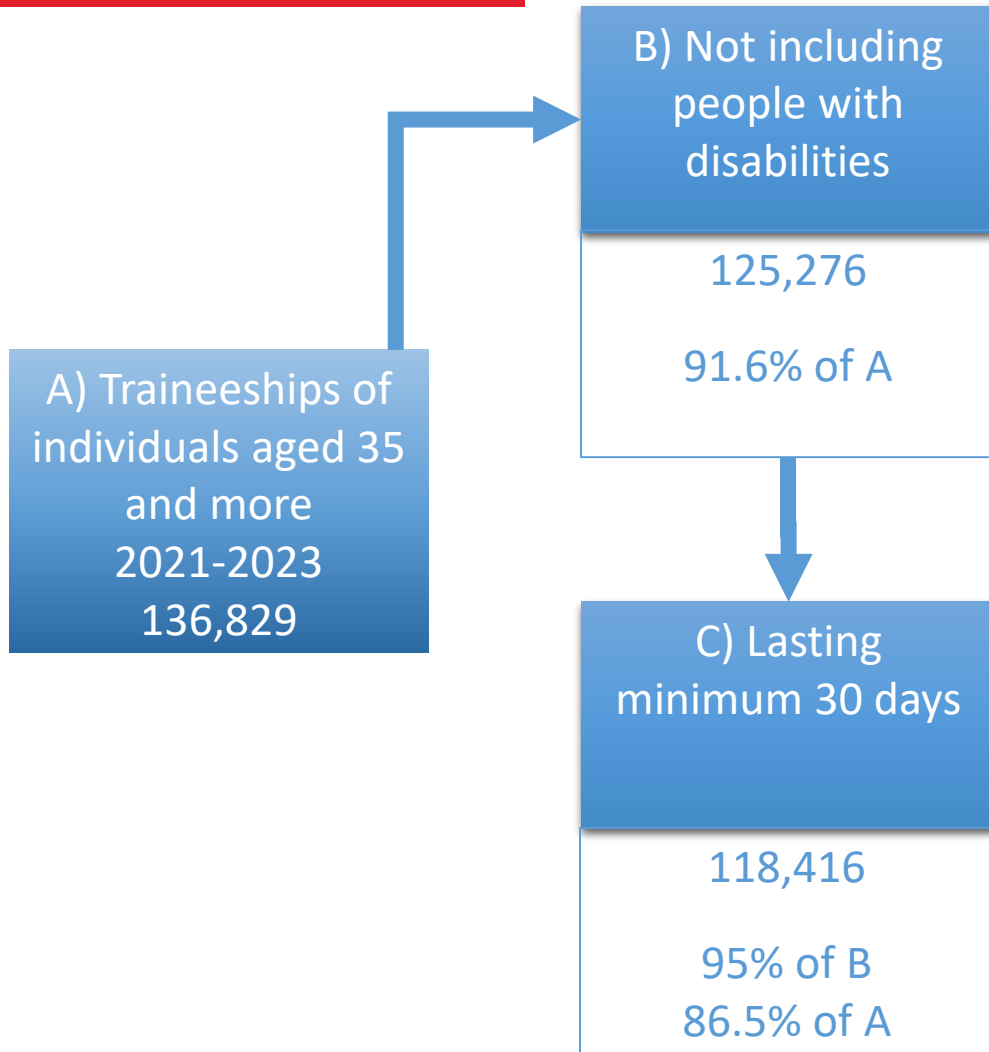 A) Traineeships of
individuals aged 35
and more
2021-2023
136,829
B) Not including
people with
disabilities
125,276
91.6% of A
C) Lasting
minimum 30 days
118,416
95% of B
86.5% of A